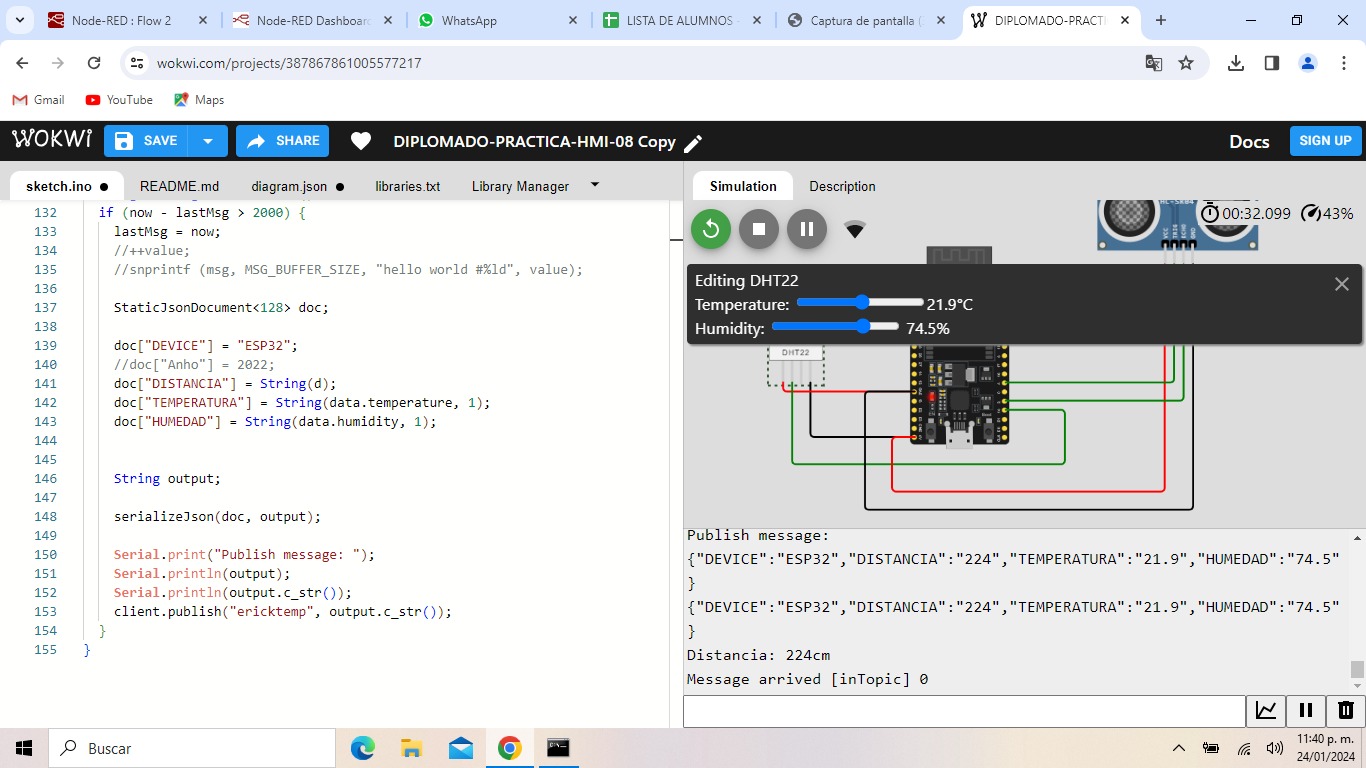 Node-RED : Flow 2
Node-RED Dashboard
WhatsApp
LISTA DE ALUMNOS -
Captura de pantalla (
DIPLOMADO-PRACTI
wokwi.com/projects/387867861005577217
Gmail
YouTube
Maps
WOKWI
SAVE
SHARE
DIPLOMADO-PRACTICA-HMI-08 Copy
Docs
SIGN UP
sketch.ino
README.md
diagram.json
libraries.txt
Library Manager
Simulation
Description
132 if (now - lastMsg > 2000) {
133 lastMsg = now;
134 //++value;
135 //snprintf (msg, MSG_BUFFER_SIZE, "hello world #%ld", value);
136
137 StaticJsonDocument<128> doc;
138
139 doc["DEVICE"] = "ESP32";
140 //doc["Anho"] = 2022;
141 doc["DISTANCIA"] = String(d);
142 doc["TEMPERATURA"] = String(data.temperature, 1);
143 doc["HUMEDAD"] = String(data.humidity, 1);
144
145
146 String output;
147
148 serializeJson(doc, output);
149
150 Serial.print("Publish message: ");
151 Serial.println(output);
152 Serial.println(output.c_str());
153 client.publish("ericktemp", output.c_str());
154 }
155 }
HC-SR04
VCC
TRIG
ECHO
GND
00:32.099
43%
Editing DHT22
Temperature: 21.9°C
Humidity: 74.5%
DHT22
Publish message:
{"DEVICE":"ESP32","DISTANCIA":"224","TEMPERATURA":"21.9","HUMEDAD":"74.5"
}
{"DEVICE":"ESP32","DISTANCIA":"224","TEMPERATURA":"21.9","HUMEDAD":"74.5"
}
Distancia: 224cm
Message arrived [inTopic] 0
Buscar
11:40 p. m.
24/01/2024